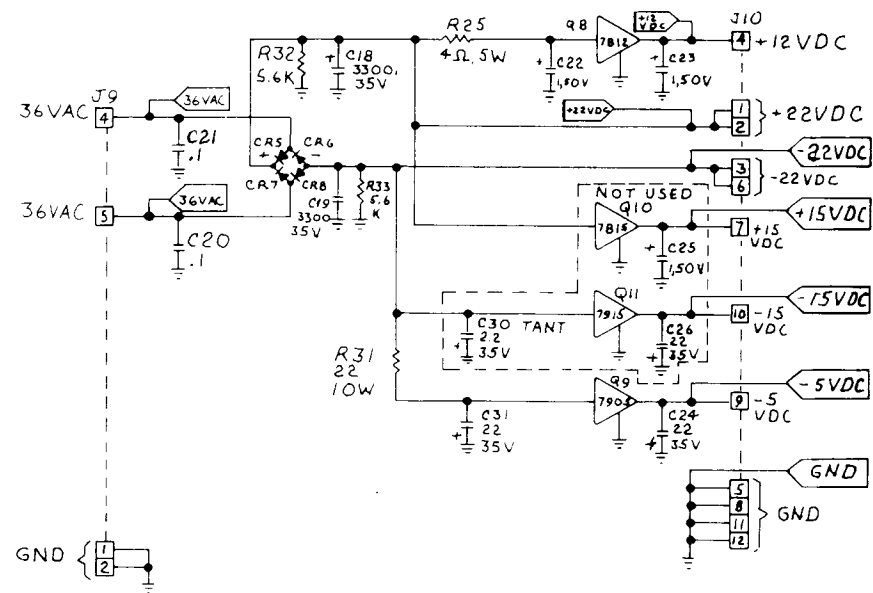 R25
4Ω,5W
Q8
7812
+12
VDC
J10
4
+12VDC
R32
5.6K
+
C18
3300,
35V
+
C22
1,50V
+
C23
1,50V
+22VDC
1
2
+22VDC
J9
36VAC
4
36VAC
C21
.1
CR5
CR6
+
-
CR7
CR8
C19
3300
35V
R33
5.6
K
-22VDC
3
6
-22VDC
36VAC
5
36VAC
C20
.1
NOT USED
Q10
7815
+
C25
1,50V
+15VDC
7
+15
VDC
Q11
7915
C30
2.2
35V
TANT
+
C26
22
35V
+
-15VDC
10
-15
VDC
R31
22
10W
Q9
7905
C31
22
35V
+
C24
22
35V
+
-5VDC
9
-5
VDC
GND
5
8
11
12
GND
GND
1
2